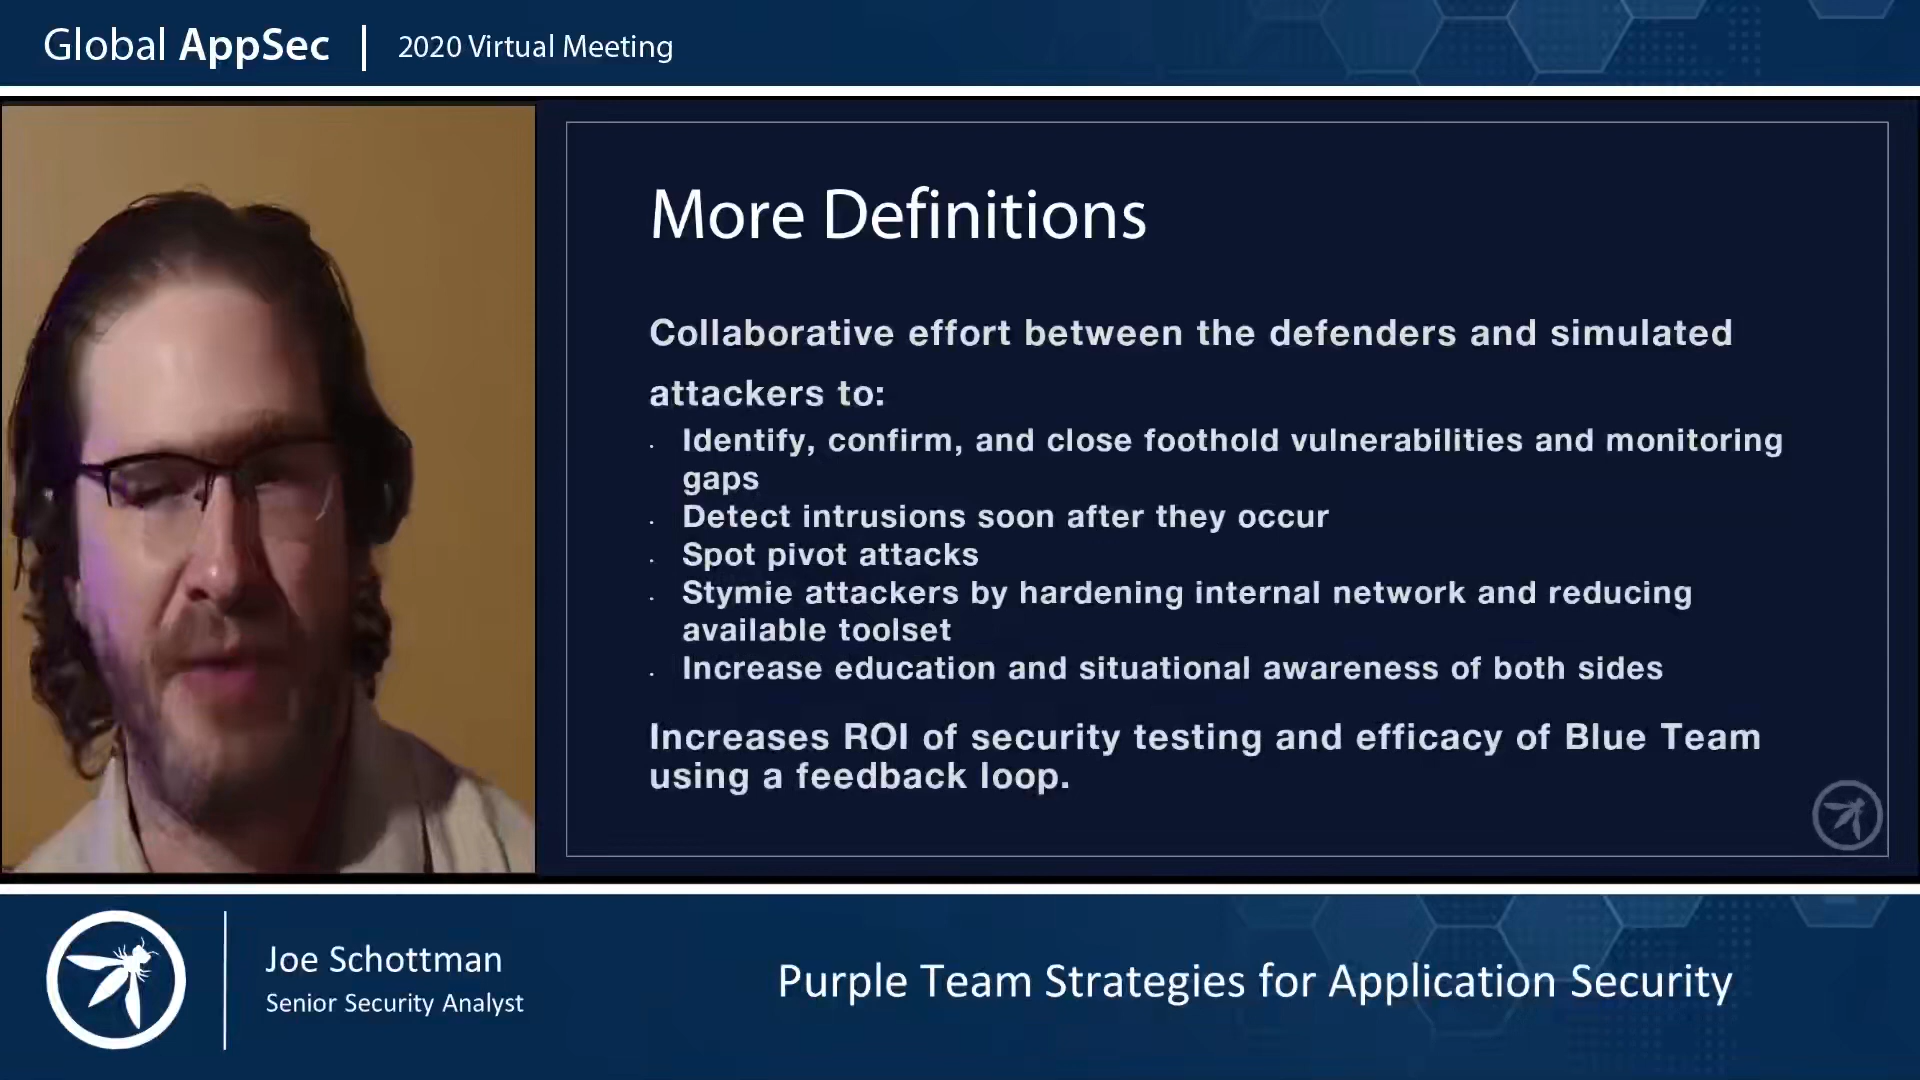 Global AppSec | 2020 Virtual Meeting
More Definitions
Collaborative effort between the defenders and simulated
attackers to:
· Identify, confirm, and close foothold vulnerabilities and monitoring
gaps
· Detect intrusions soon after they occur
· Spot pivot attacks
· Stymie attackers by hardening internal network and reducing
available toolset
· Increase education and situational awareness of both sides
Increases ROI of security testing and efficacy of Blue Team
using a feedback loop.
Joe Schottman
Senior Security Analyst
Purple Team Strategies for Application Security